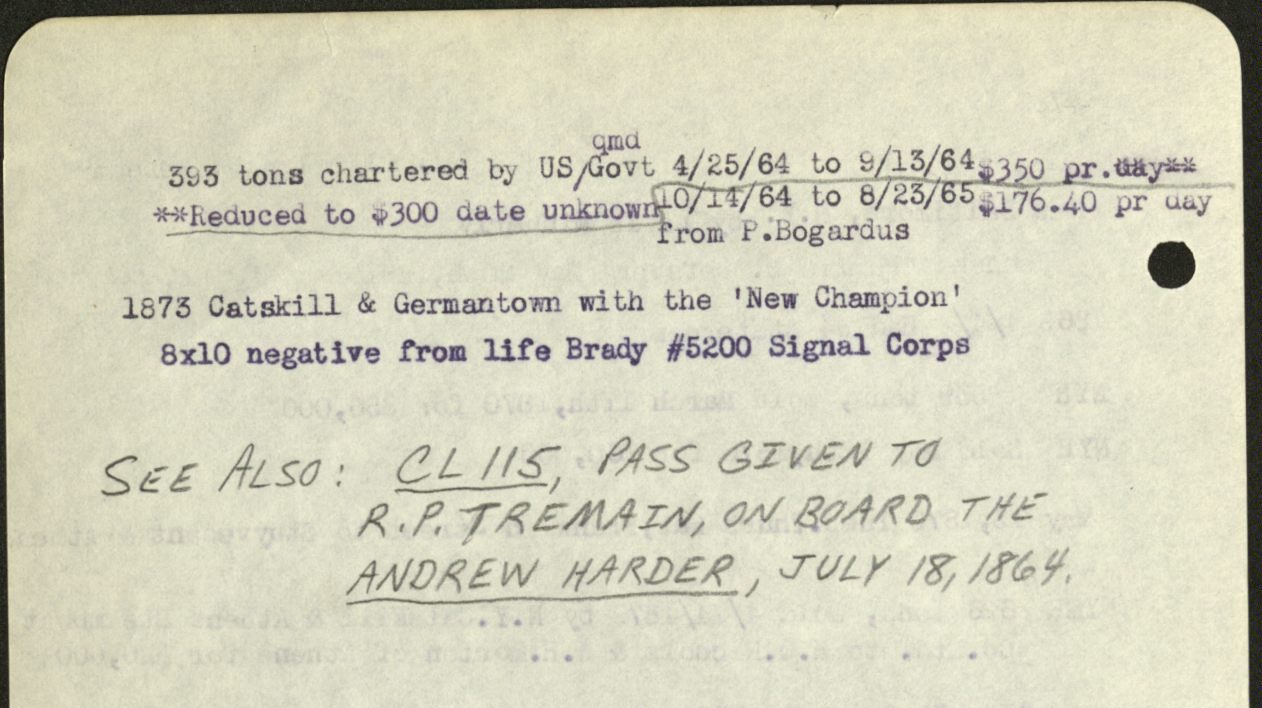 qmd
393 tons chartered by US/Govt 4/25/64 to 9/13/64 $350 pr.day**
**Reduced to $300 date unknown 10/14/64 to 8/23/65 $176.40 pr day
from P.Bogardus
1873 Catskill & Germantown with the 'New Champion'
8x10 negative from life Brady #5200 Signal Corps
SEE ALSO: CL 115, PASS GIVEN TO
R.P. TREMAIN, ON BOARD THE
ANDREW HARDER, JULY 18, 1864.